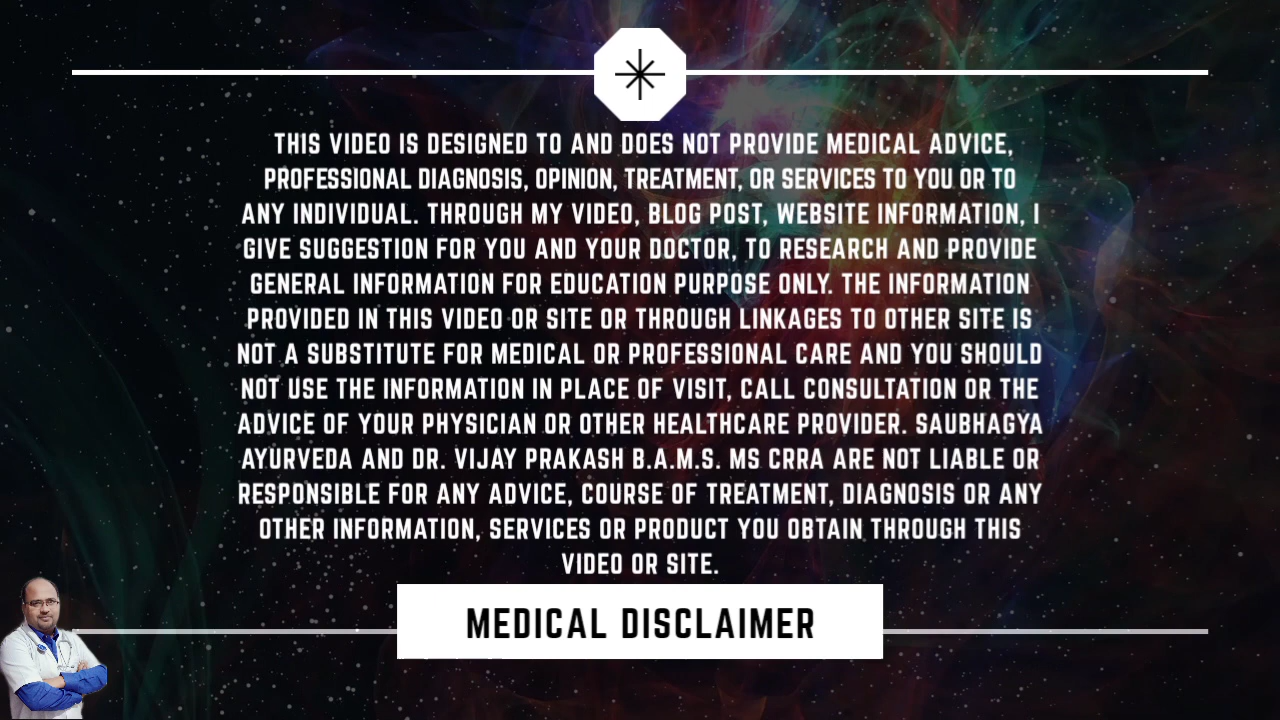 THIS VIDEO IS DESIGNED TO AND DOES NOT PROVIDE MEDICAL ADVICE,
PROFESSIONAL DIAGNOSIS, OPINION, TREATMENT, OR SERVICES TO YOU OR TO
ANY INDIVIDUAL. THROUGH MY VIDEO, BLOG POST, WEBSITE INFORMATION, I
GIVE SUGGESTION FOR YOU AND YOUR DOCTOR, TO RESEARCH AND PROVIDE
GENERAL INFORMATION FOR EDUCATION PURPOSE ONLY. THE INFORMATION
PROVIDED IN THIS VIDEO OR SITE OR THROUGH LINKAGES TO OTHER SITE IS
NOT A SUBSTITUTE FOR MEDICAL OR PROFESSIONAL CARE AND YOU SHOULD
NOT USE THE INFORMATION IN PLACE OF VISIT, CALL CONSULTATION OR THE
ADVICE OF YOUR PHYSICIAN OR OTHER HEALTHCARE PROVIDER. SAUBHAGYA
AYURVEDA AND DR. VIJAY PRAKASH B.A.M.S. MS CRRA ARE NOT LIABLE OR
RESPONSIBLE FOR ANY ADVICE, COURSE OF TREATMENT, DIAGNOSIS OR ANY
OTHER INFORMATION, SERVICES OR PRODUCT YOU OBTAIN THROUGH THIS
VIDEO OR SITE.
MEDICAL DISCLAIMER